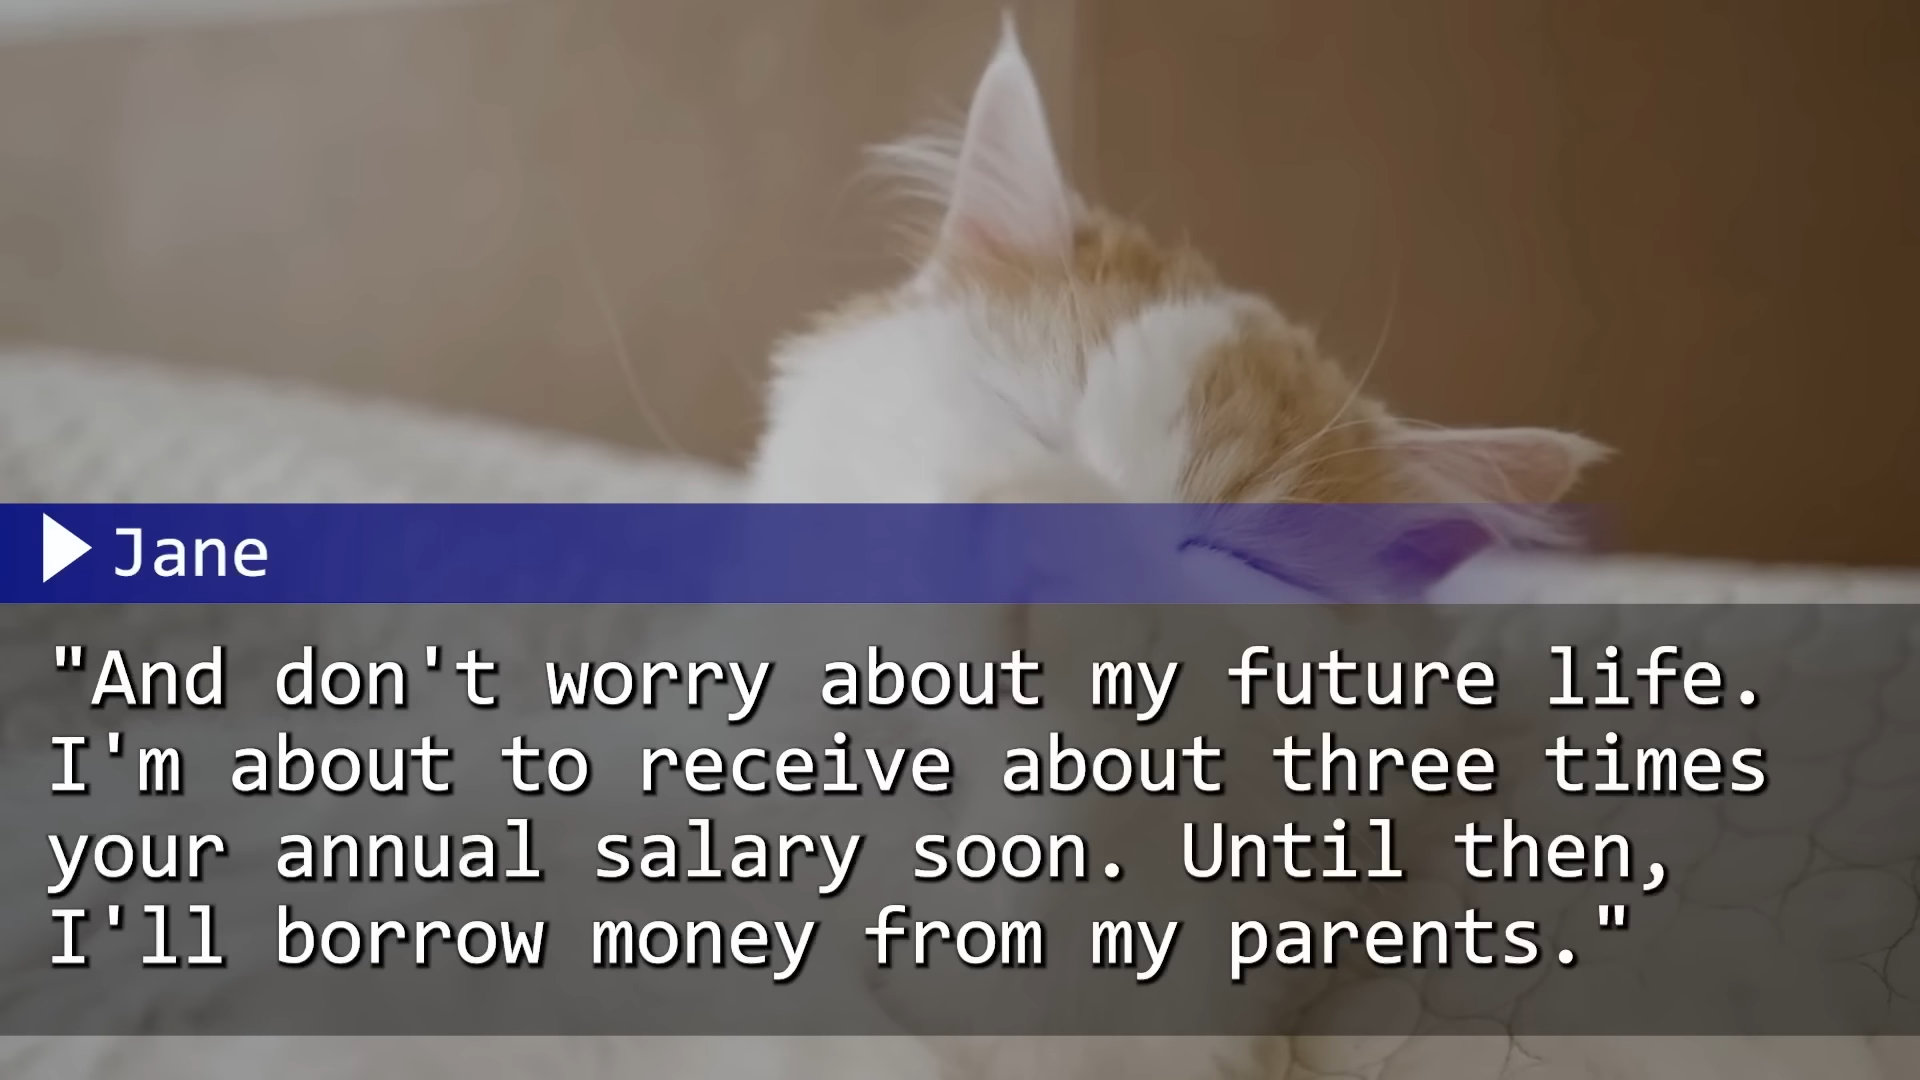 Jane
"And don't worry about my future life.
I'm about to receive about three times
your annual salary soon. Until then,
I'll borrow money from my parents."